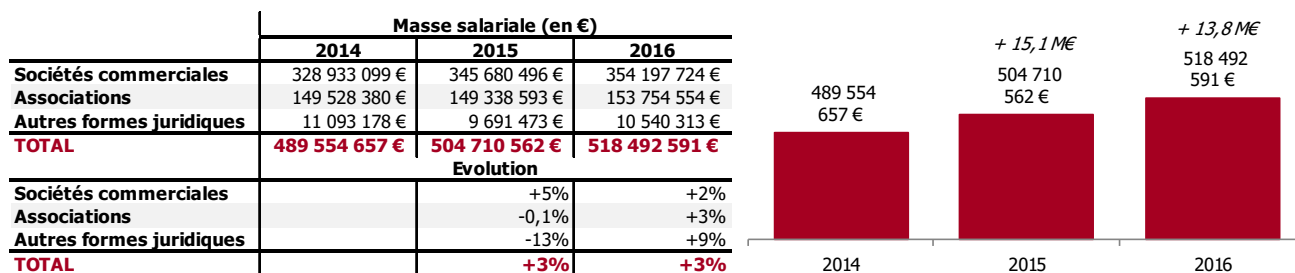 Masse salariale (en €)
2014 2015 2016
Sociétés commerciales 328 933 099 € 345 680 496 € 354 197 724 €
Associations 149 528 380 € 149 338 593 € 153 754 554 €
Autres formes juridiques 11 093 178 € 9 691 473 € 10 540 313 €
TOTAL 489 554 657 € 504 710 562 € 518 492 591 €
Evolution
Sociétés commerciales +5% +2%
Associations -0,1% +3%
Autres formes juridiques -13% +9%
TOTAL +3% +3%
489 554
657 €
+ 15,1 M€
504 710
562 €
+ 13,8 M€
518 492
591 €
2014 2015 2016